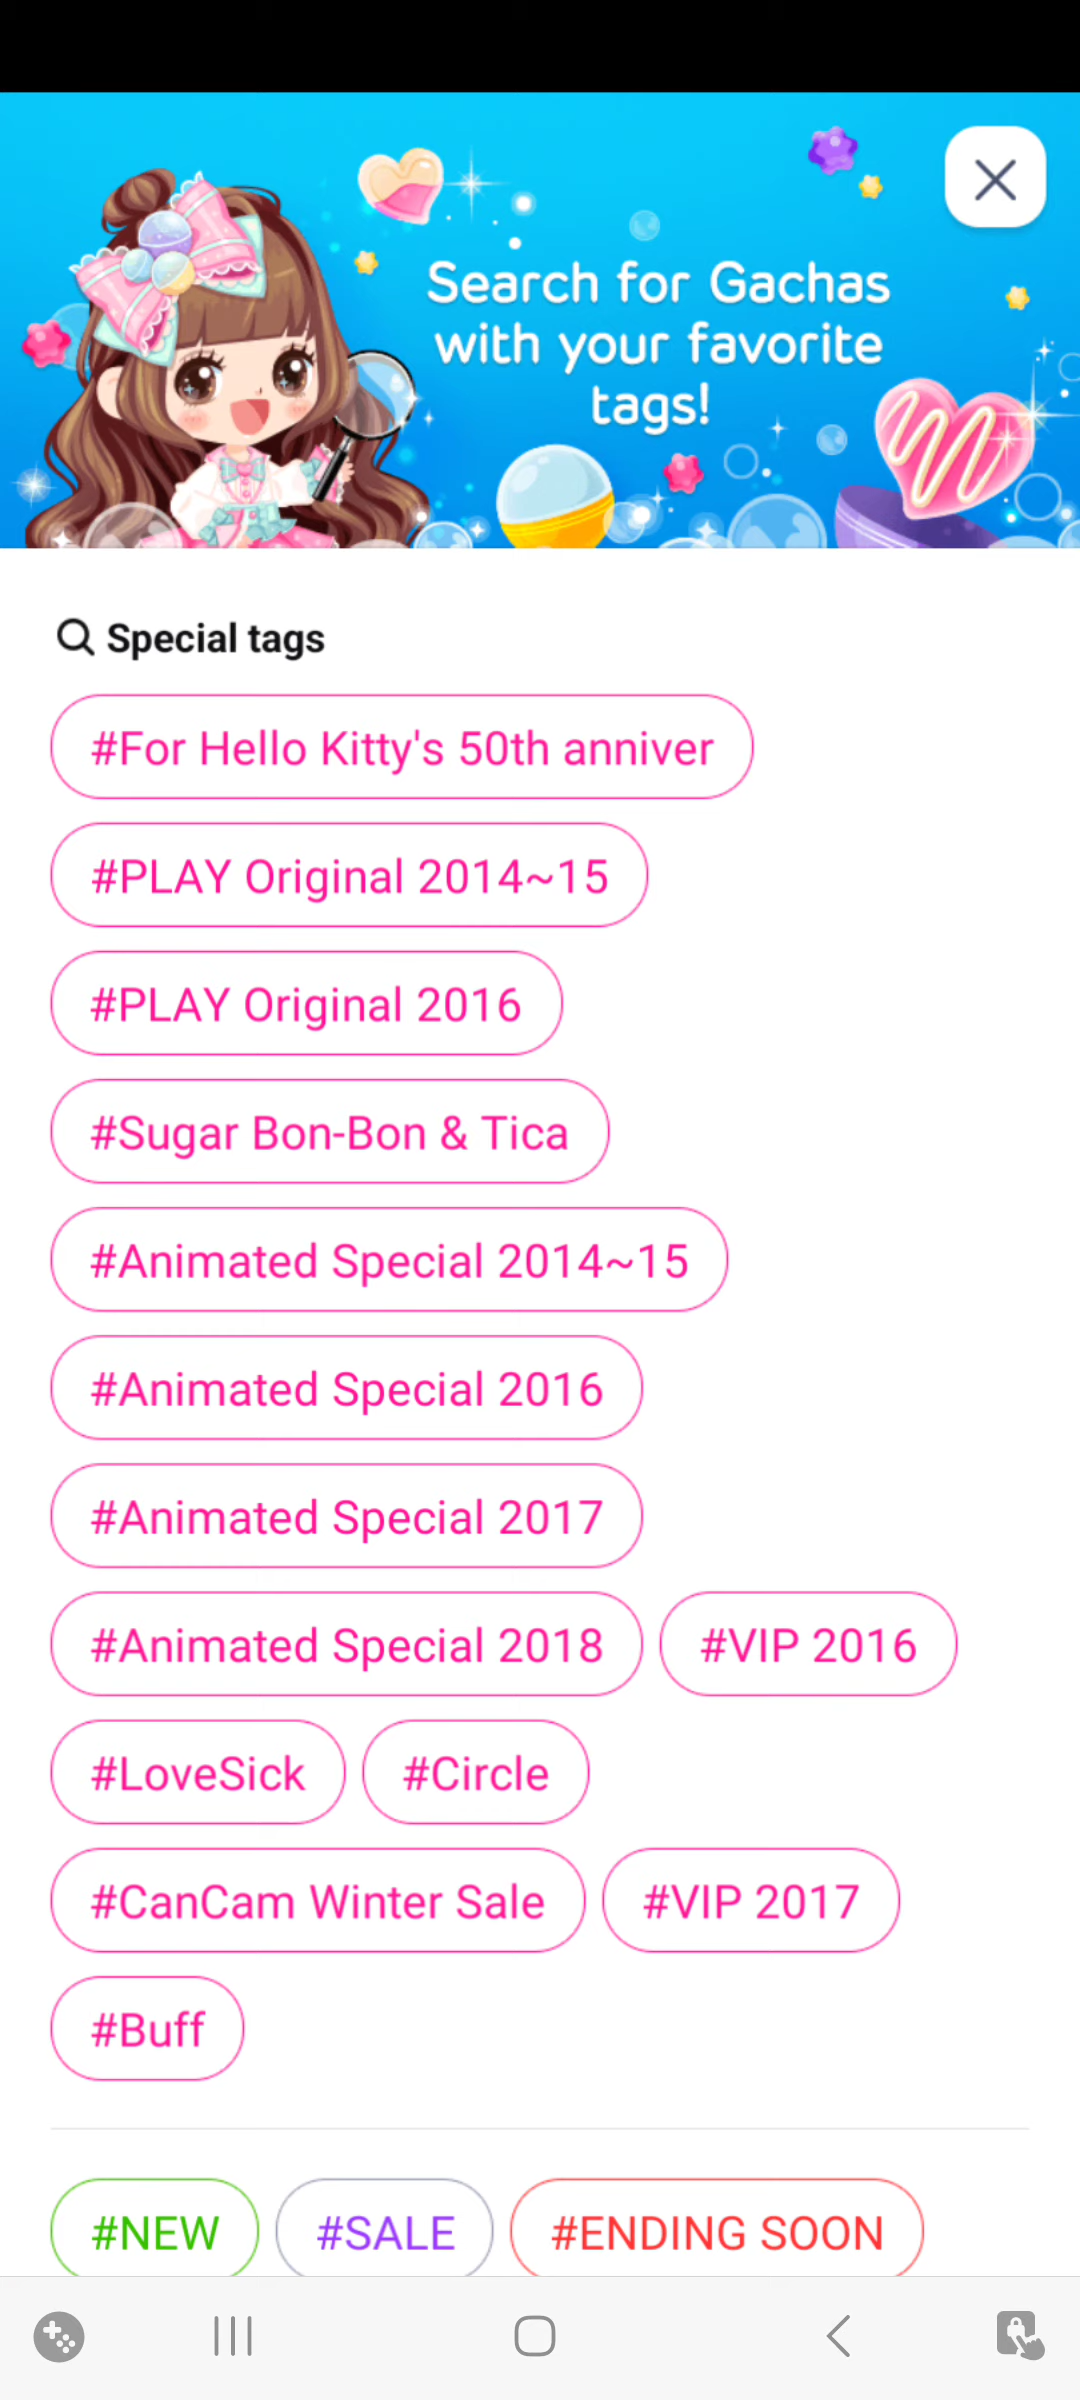 Search for Gachas
with your favorite
tags!
Special tags
#For Hello Kitty's 50th anniver
#PLAY Original 2014~15
#PLAY Original 2016
#Sugar Bon-Bon & Tica
#Animated Special 2014~15
#Animated Special 2016
#Animated Special 2017
#Animated Special 2018 #VIP 2016
#LoveSick #Circle
#CanCam Winter Sale #VIP 2017
#Buff
#NEW #SALE #ENDING SOON